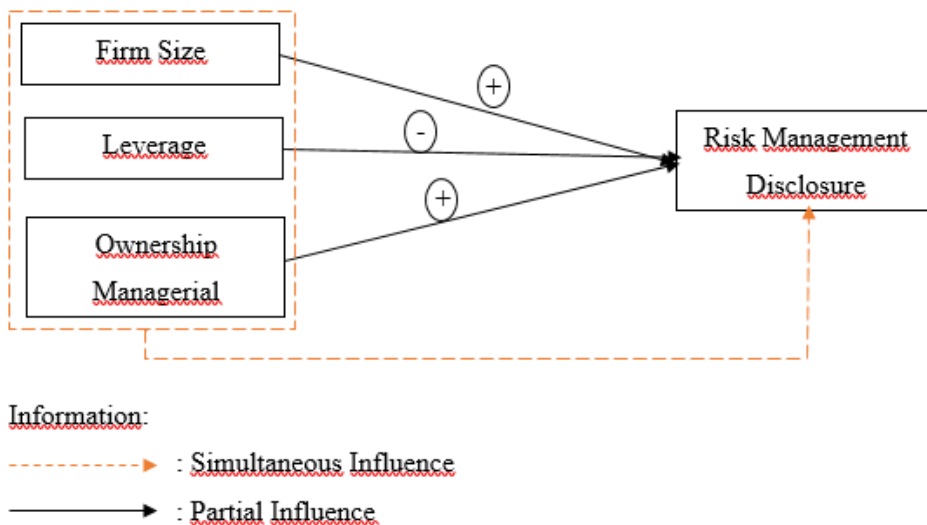 Firm Size
+
Leverage
-
Risk Management
Disclosure
+
Ownership
Managerial
Information:
: Simultaneous Influence
: Partial Influence